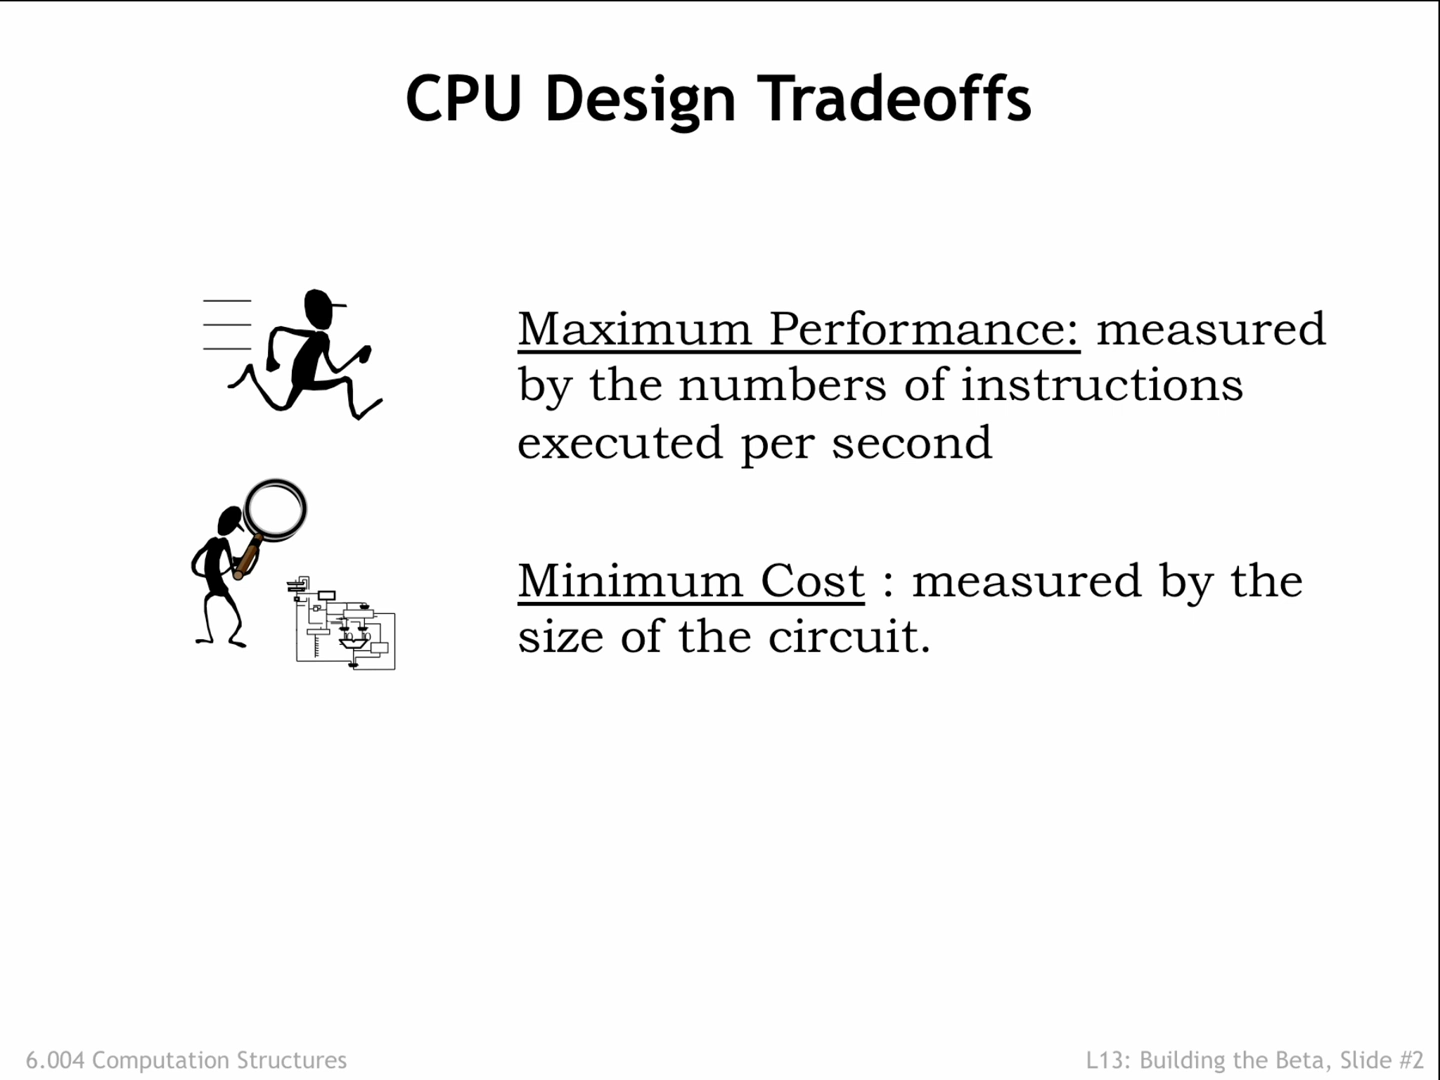 CPU Design Tradeoffs
Maximum Performance: measured
by the numbers of instructions
executed per second
Minimum Cost : measured by the
size of the circuit.
6.004 Computation Structures
L13: Building the Beta, Slide #2